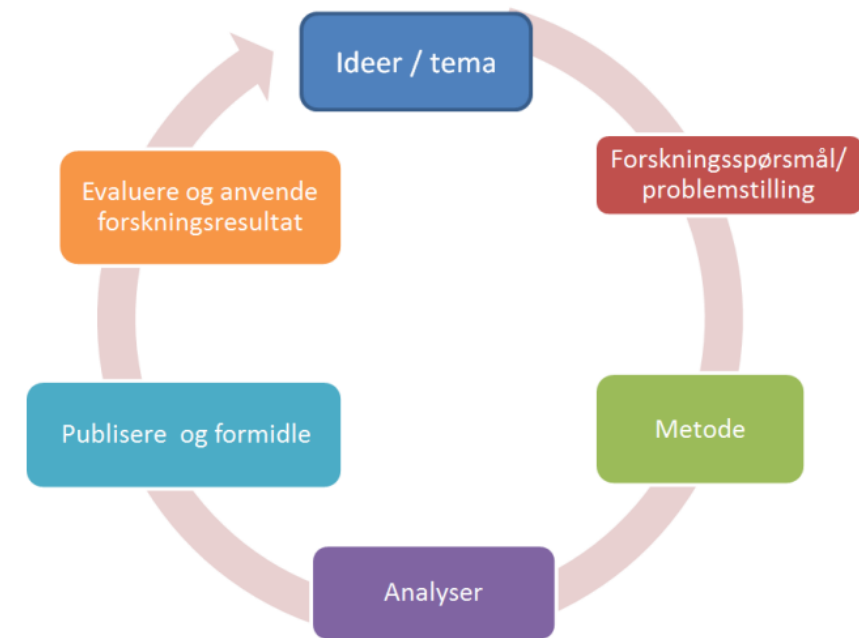 Ideer / tema
Forskningsspørsmål/
problemstilling
Metode
Analyser
Publisere og formidle
Evaluere og anvende
forskningsresultat